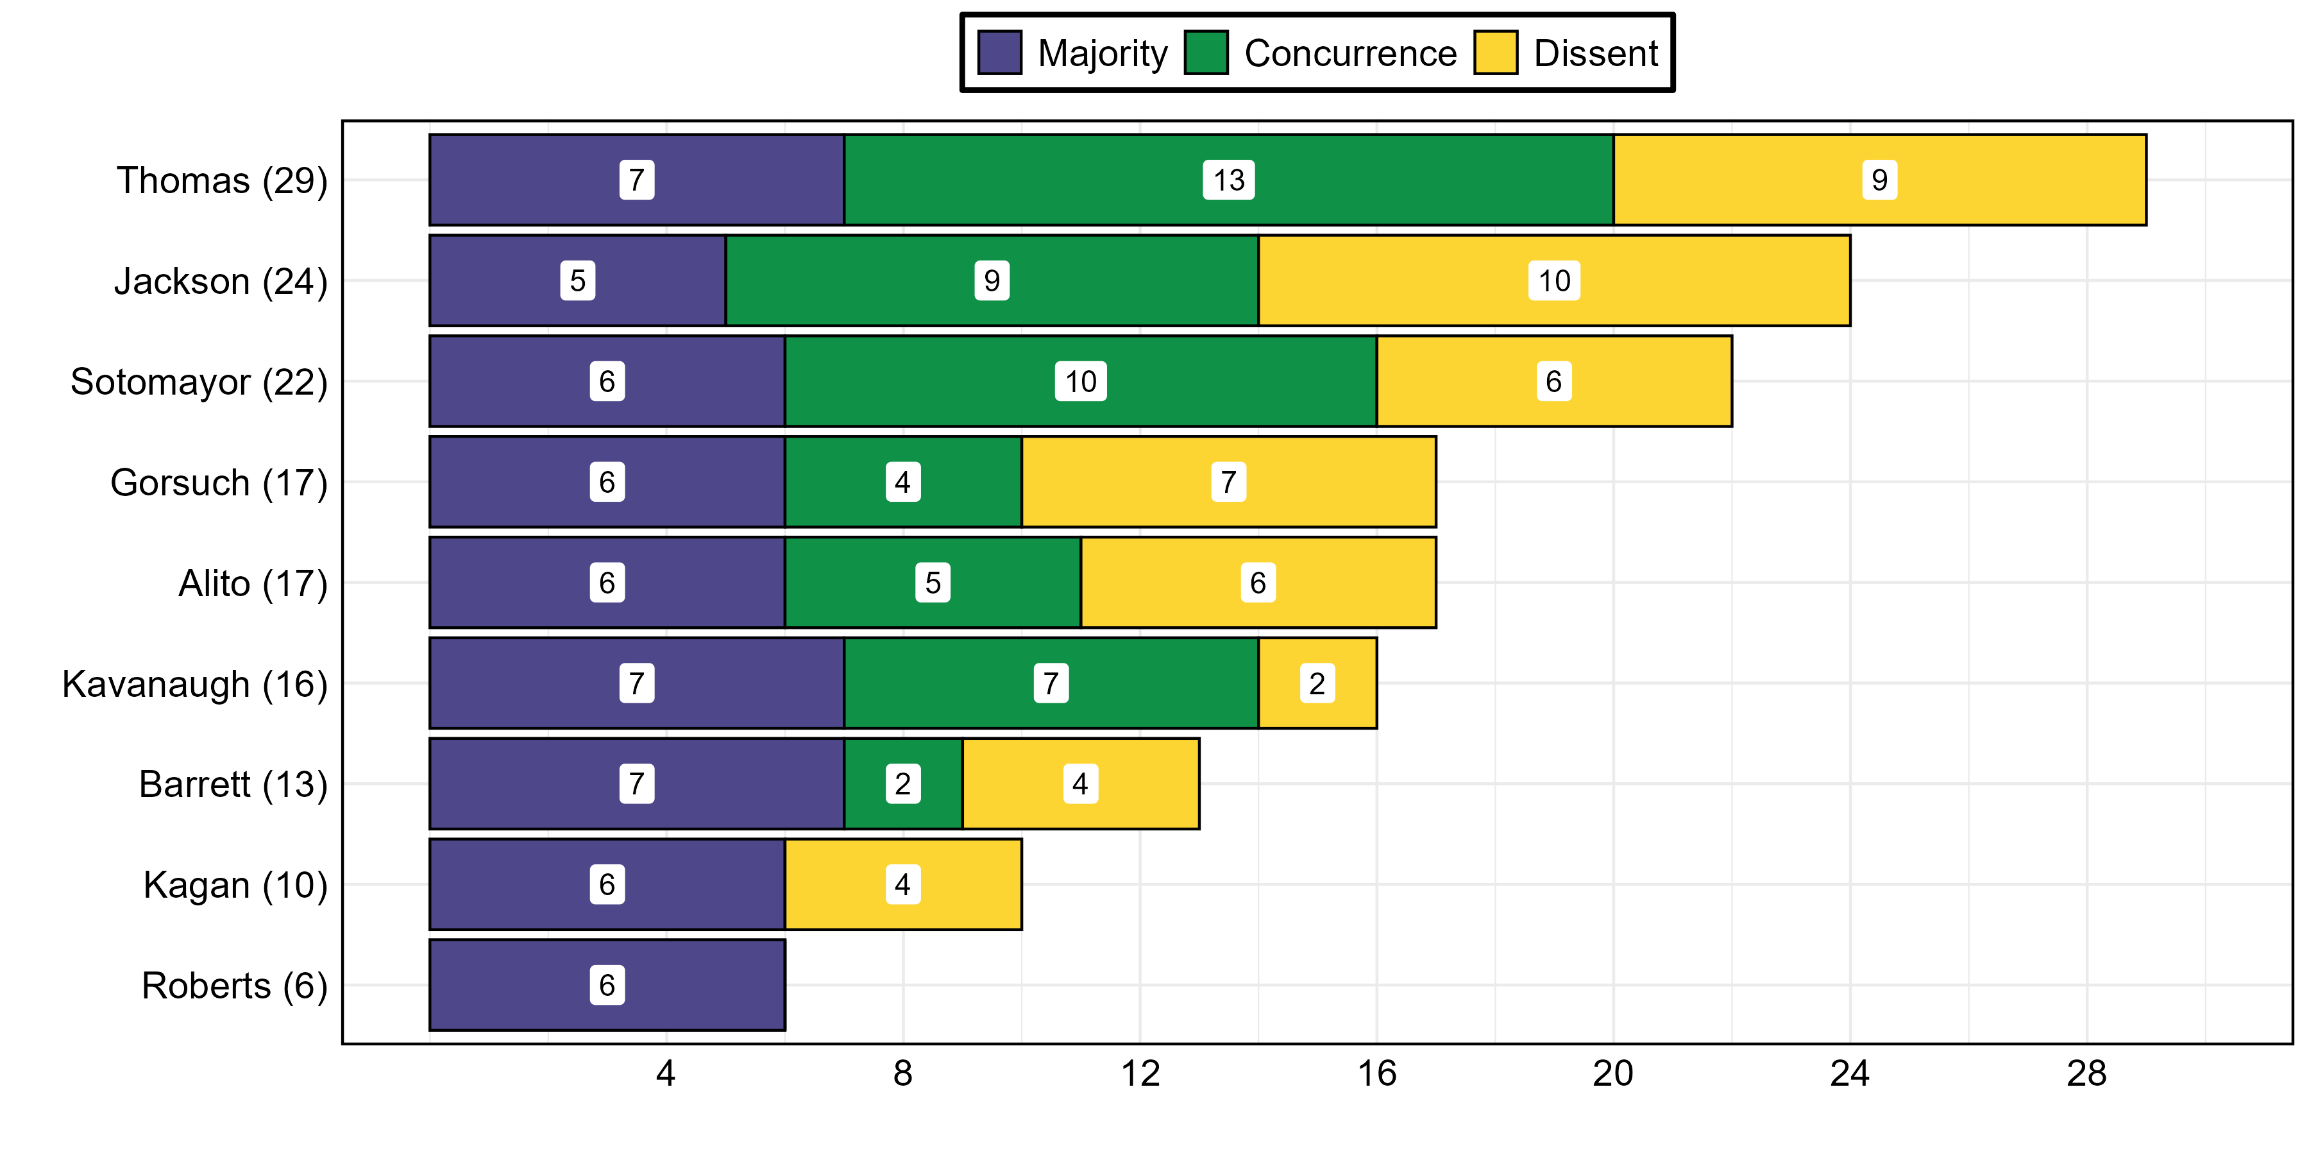 Majority Concurrence Dissent
Thomas (29) 7 13 9
Jackson (24) 5 9 10
Sotomayor (22) 6 10 6
Gorsuch (17) 6 4 7
Alito (17) 6 5 6
Kavanaugh (16) 7 7 2
Barrett (13) 7 2 4
Kagan (10) 6 4
Roberts (6) 6
4 8 12 16 20 24 28